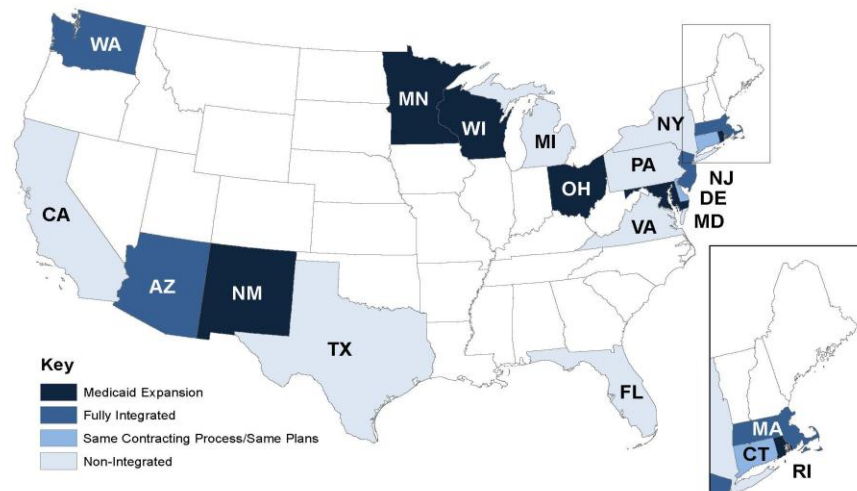 WA
MN
WI
MI
NY
PA
OH
NJ
DE
MD
VA
CA
AZ
NM
TX
FL
Key
Medicaid Expansion
Fully Integrated
Same Contracting Process/Same Plans
Non-Integrated
MA
CT
RI